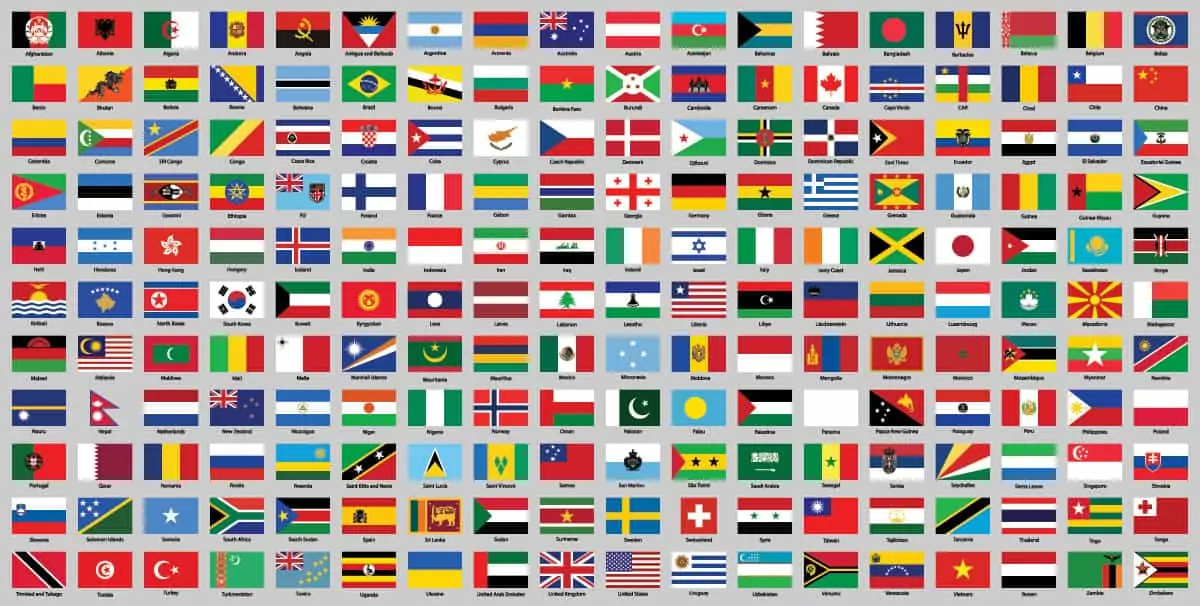 Afghanistan Albania Algeria Andorra Angola Antigua and Barbuda Argentina Armenia Australia Austria Azerbaijan Bahamas Bahrain Bangladesh Barbados Belarus Belgium Belize
Benin Bhutan Bolivia Bosnia Botswana Brazil Brunei Bulgaria Burkina Faso Burundi Cambodia Cameroon Canada Cape Verde CAR Chad Chile China
Colombia Comoros DR Congo Congo Costa Rica Croatia Cuba Cyprus Czech Republic Denmark Djibouti Dominica Dominican Republic East Timor Ecuador Egypt El Salvador Equatorial Guinea
Eritrea Estonia Eswatini Ethiopia Fiji Finland France Gabon Gambia Georgia Germany Ghana Greece Grenada Guatemala Guinea Guinea-Bissau Guyana
Haiti Honduras Hong Kong Hungary Iceland India Indonesia Iran Iraq Ireland Israel Italy Ivory Coast Jamaica Japan Jordan Kazakhstan Kenya
Kiribati Kosovo North Korea South Korea Kuwait Kyrgyzstan Laos Latvia Lebanon Lesotho Liberia Libya Liechtenstein Lithuania Luxembourg Macau Macedonia Madagascar
Malawi Malaysia Maldives Mali Malta Marshall Islands Mauritania Mauritius Mexico Micronesia Moldova Monaco Mongolia Montenegro Morocco Mozambique Myanmar Namibia
Nauru Nepal Netherlands New Zealand Nicaragua Niger Nigeria Norway Oman Pakistan Palau Palestine Panama Papua New Guinea Paraguay Peru Philippines Poland
Portugal Qatar Romania Russia Rwanda Saint Kitts and Nevis Saint Lucia Saint Vincent Samoa San Marino Saudi Arabia Senegal Serbia Seychelles Sierra Leone Singapore Slovakia
Slovenia Solomon Islands Somalia South Africa South Sudan Spain Sri Lanka Sudan Suriname Sweden Switzerland Syria Taiwan Tajikistan Tanzania Thailand Togo Tonga
Trinidad and Tobago Tunisia Turkey Turkmenistan Tuvalu Uganda Ukraine United Arab Emirates United Kingdom United States Uruguay Uzbekistan Vanuatu Venezuela Vietnam Yemen Zambia Zimbabwe